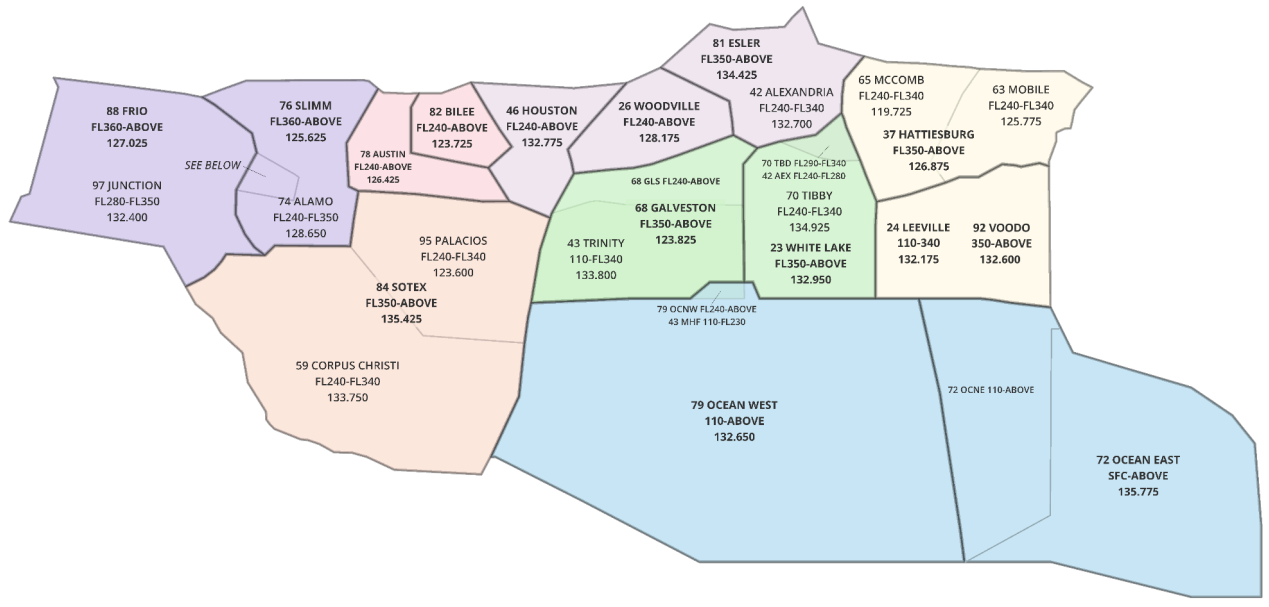 88 FRIO
FL360-ABOVE
127.025
97 JUNCTION
FL280-FL350
132.400
SEE BELOW
76 SLIMM
FL360-ABOVE
125.625
74 ALAMO
FL240-FL350
128.650
78 AUSTIN
FL240-ABOVE
126.425
82 BILEE
FL240-ABOVE
123.725
46 HOUSTON
FL240-ABOVE
132.775
26 WOODVILLE
FL240-ABOVE
128.175
81 ESLER
FL350-ABOVE
134.425
42 ALEXANDRIA
FL240-FL340
132.700
65 MCCOMB
FL240-FL340
119.725
63 MOBILE
FL240-FL340
125.775
37 HATTIESBURG
FL350-ABOVE
126.875
68 GLS FL240-ABOVE
68 GALVESTON
FL350-ABOVE
123.825
43 TRINITY
110-FL340
133.800
70 TBD FL290-FL340
42 AEX FL240-FL280
70 TIBBY
FL240-FL340
134.925
23 WHITE LAKE
FL350-ABOVE
132.950
24 LEEVILLE
110-340
132.175
92 VOODO
350-ABOVE
132.600
95 PALACIOS
FL240-FL340
123.600
84 SOTEX
FL350-ABOVE
135.425
59 CORPUS CHRISTI
FL240-FL340
133.750
79 OCNW FL240-ABOVE
43 MHF 110-FL230
79 OCEAN WEST
110-ABOVE
132.650
72 OCNE 110-ABOVE
72 OCEAN EAST
SFC-ABOVE
135.775